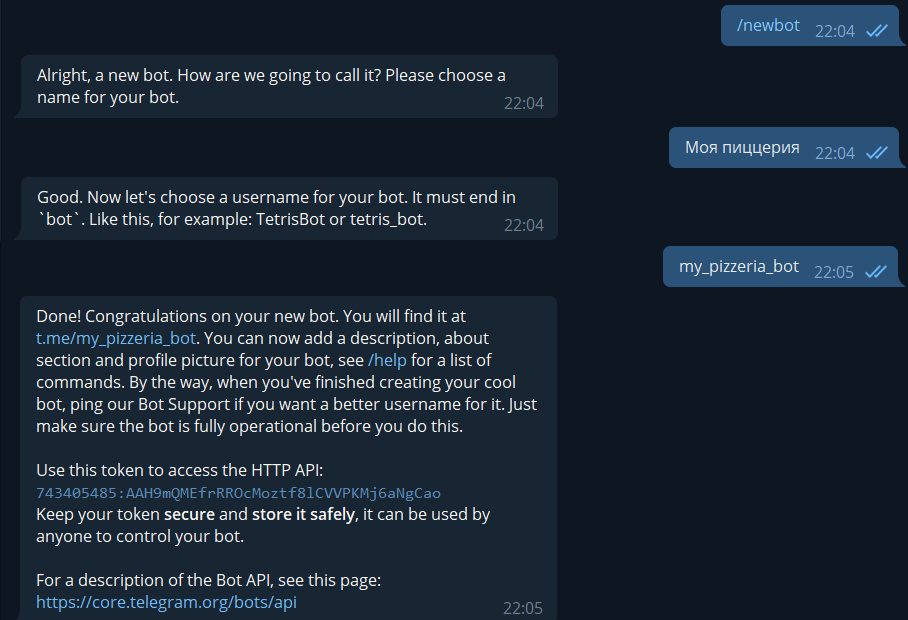 /newbot 22:04
Alright, a new bot. How are we going to call it? Please choose a
name for your bot. 22:04
Моя пиццерия 22:04
Good. Now let's choose a username for your bot. It must end in
`bot`. Like this, for example: TetrisBot or tetris_bot. 22:04
my_pizzeria_bot 22:05
Done! Congratulations on your new bot. You will find it at
t.me/my_pizzeria_bot. You can now add a description, about
section and profile picture for your bot, see /help for a list of
commands. By the way, when you've finished creating your cool
bot, ping our Bot Support if you want a better username for it. Just
make sure the bot is fully operational before you do this.
Use this token to access the HTTP API:
743405485:AAH9mQMEfrRROcMoztf8lCVVPKMj6aNgCao
Keep your token secure and store it safely, it can be used by
anyone to control your bot.
For a description of the Bot API, see this page:
https://core.telegram.org/bots/api 22:05